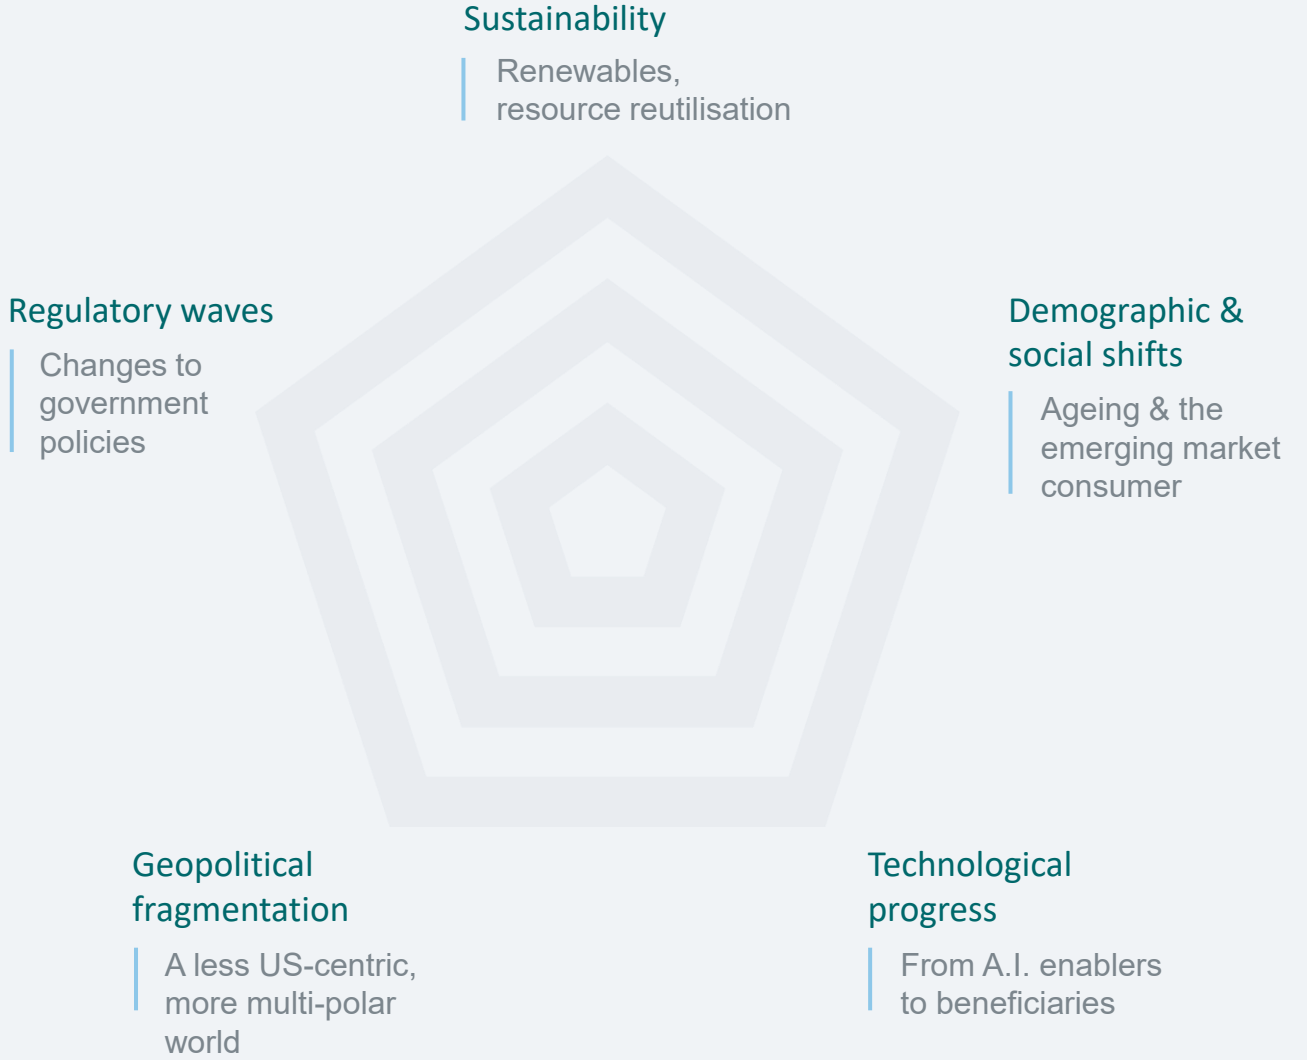 Sustainability
Renewables,
resource reutilisation
Regulatory waves
Changes to
government
policies
Demographic &
social shifts
Ageing & the
emerging market
consumer
Geopolitical
fragmentation
A less US-centric,
more multi-polar
world
Technological
progress
From A.I. enablers
to beneficiaries